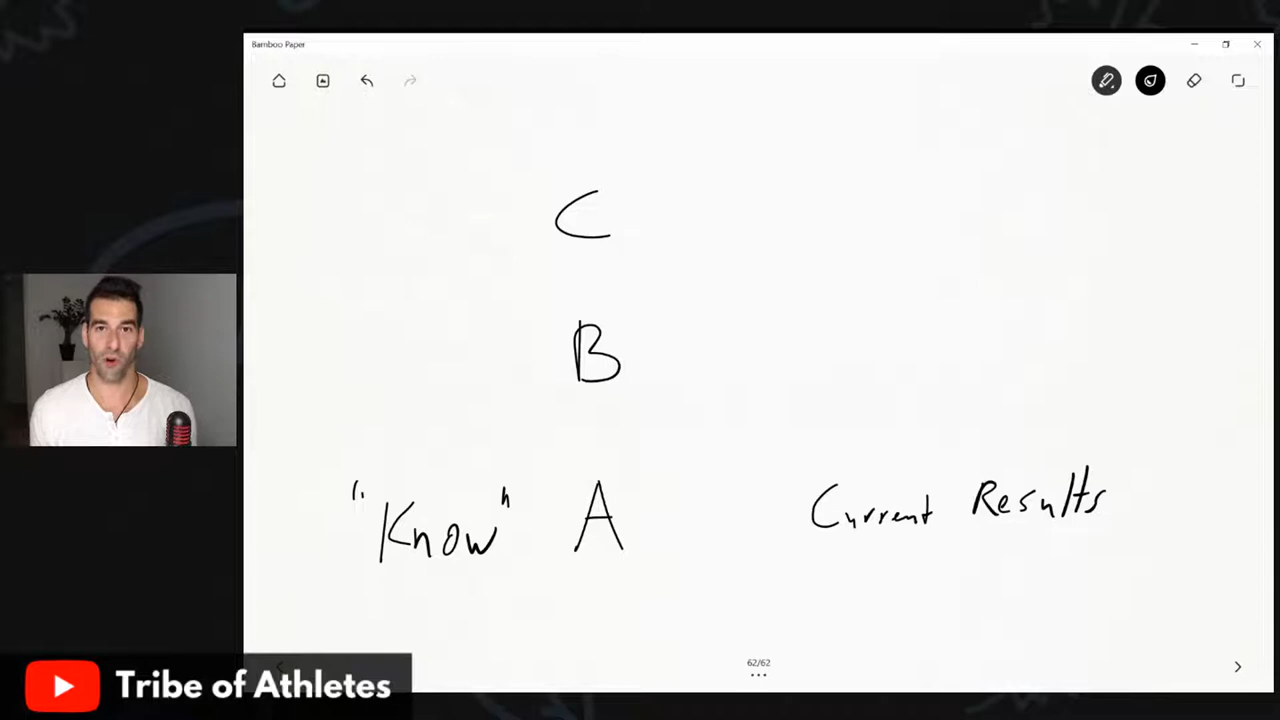 Bamboo Paper
C
B
"Know" A Current Results
62/62
Tribe of Athletes